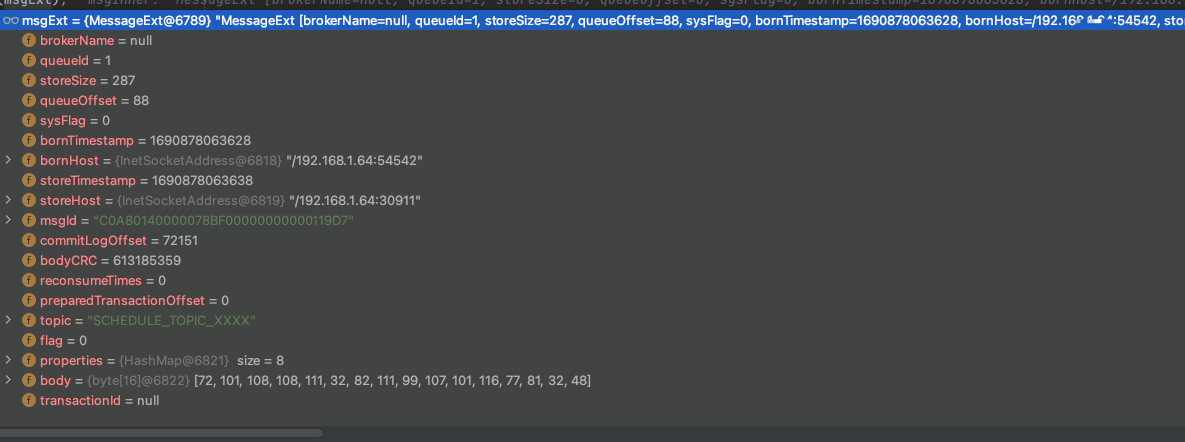 msgExt = {MessageExt@6789} "MessageExt [brokerName=null, queueId=1, storeSize=287, queueOffset=88, sysFlag=0, bornTimestamp=1690878063628, bornHost=/192.16 :54542, sto
brokerName = null
queueId = 1
storeSize = 287
queueOffset = 88
sysFlag = 0
bornTimestamp = 1690878063628
bornHost = {InetSocketAddress@6818} "/192.168.1.64:54542"
storeTimestamp = 1690878063638
storeHost = {InetSocketAddress@6819} "/192.168.1.64:30911"
msgId = "C0A80140000078BF00000000000119D7"
commitLogOffset = 72151
bodyCRC = 613185359
reconsumeTimes = 0
preparedTransactionOffset = 0
topic = "SCHEDULE_TOPIC_XXXX"
flag = 0
properties = {HashMap@6821} size = 8
body = {byte[16]@6822} [72, 101, 108, 108, 111, 32, 82, 111, 99, 107, 101, 116, 77, 81, 32, 48]
transactionId = null